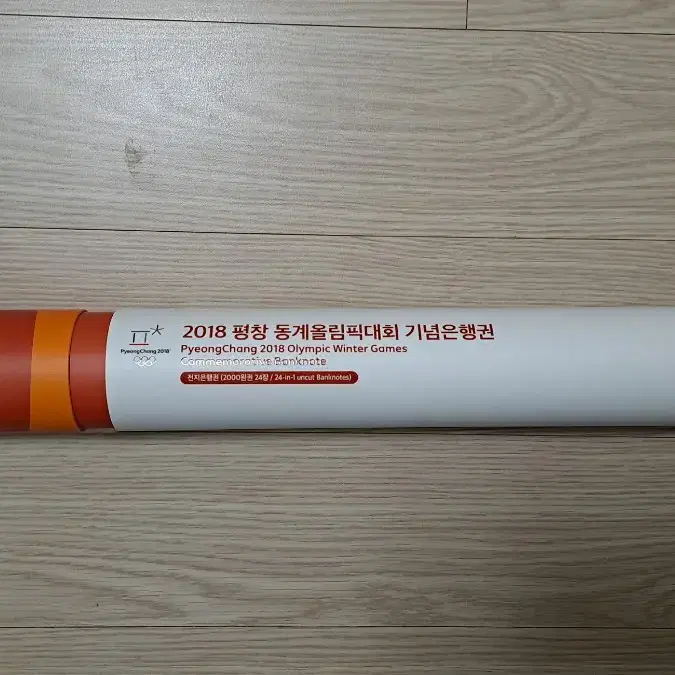 2018 평창 동계올림픽대회 기념은행권
PyeongChang 2018 Olympic Winter Games
Commemorative Banknote
전지은행권 (2000원권 24장 / 24-in-1 uncut Banknotes)
PyeongChang 2018